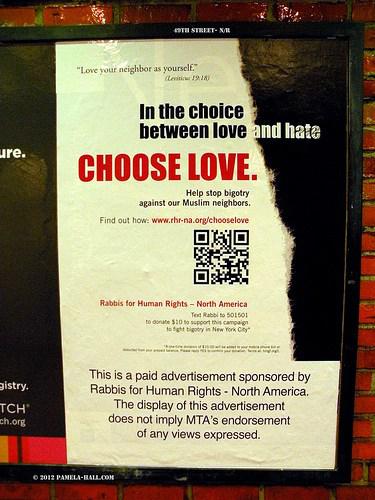 49TH STREET- N/R
"Love your neighbor as yourself."
(Leviticus 19:18)
In the choice
between love and hate
CHOOSE LOVE.
Help stop bigotry
against our Muslim neighbors.
Find out how: www.rhr-na.org/chooselove
Rabbis for Human Rights – North America
Text Rabbi to 501501
to donate $10 to support this campaign
to fight bigotry in New York City*
This is a paid advertisement sponsored by
Rabbis for Human Rights - North America.
The display of this advertisement
does not imply MTA's endorsement
of any views expressed.
ure.
gistry.
TCH®
ch.org
© 2012 PAMELA-HALL.COM